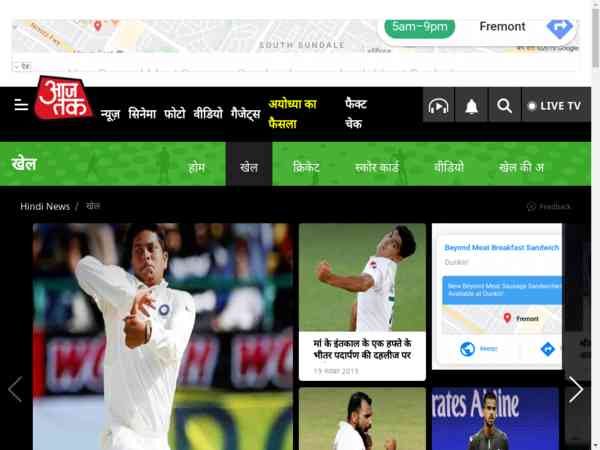 5am–9pm
Fremont
SOUTH SUNDALE
आज तक
न्यूज़
सिनेमा
फोटो
वीडियो
गैजेट्स
अयोध्या का
फैसला
फैक्ट
चेक
LIVE TV
खेल
होम
खेल
क्रिकेट
स्कोर कार्ड
वीडियो
खेल की अ
Hindi News / खेल
Feedback
Beyond Meat Breakfast Sandwich
Dunkin'
New Beyond Meat Sausage Sandwiches
Available at Dunkin'
Fremont
मां के इंतकाल के एक हफ्ते के
भीतर पदार्पण की दहलीज पर
19 नवंबर 2019